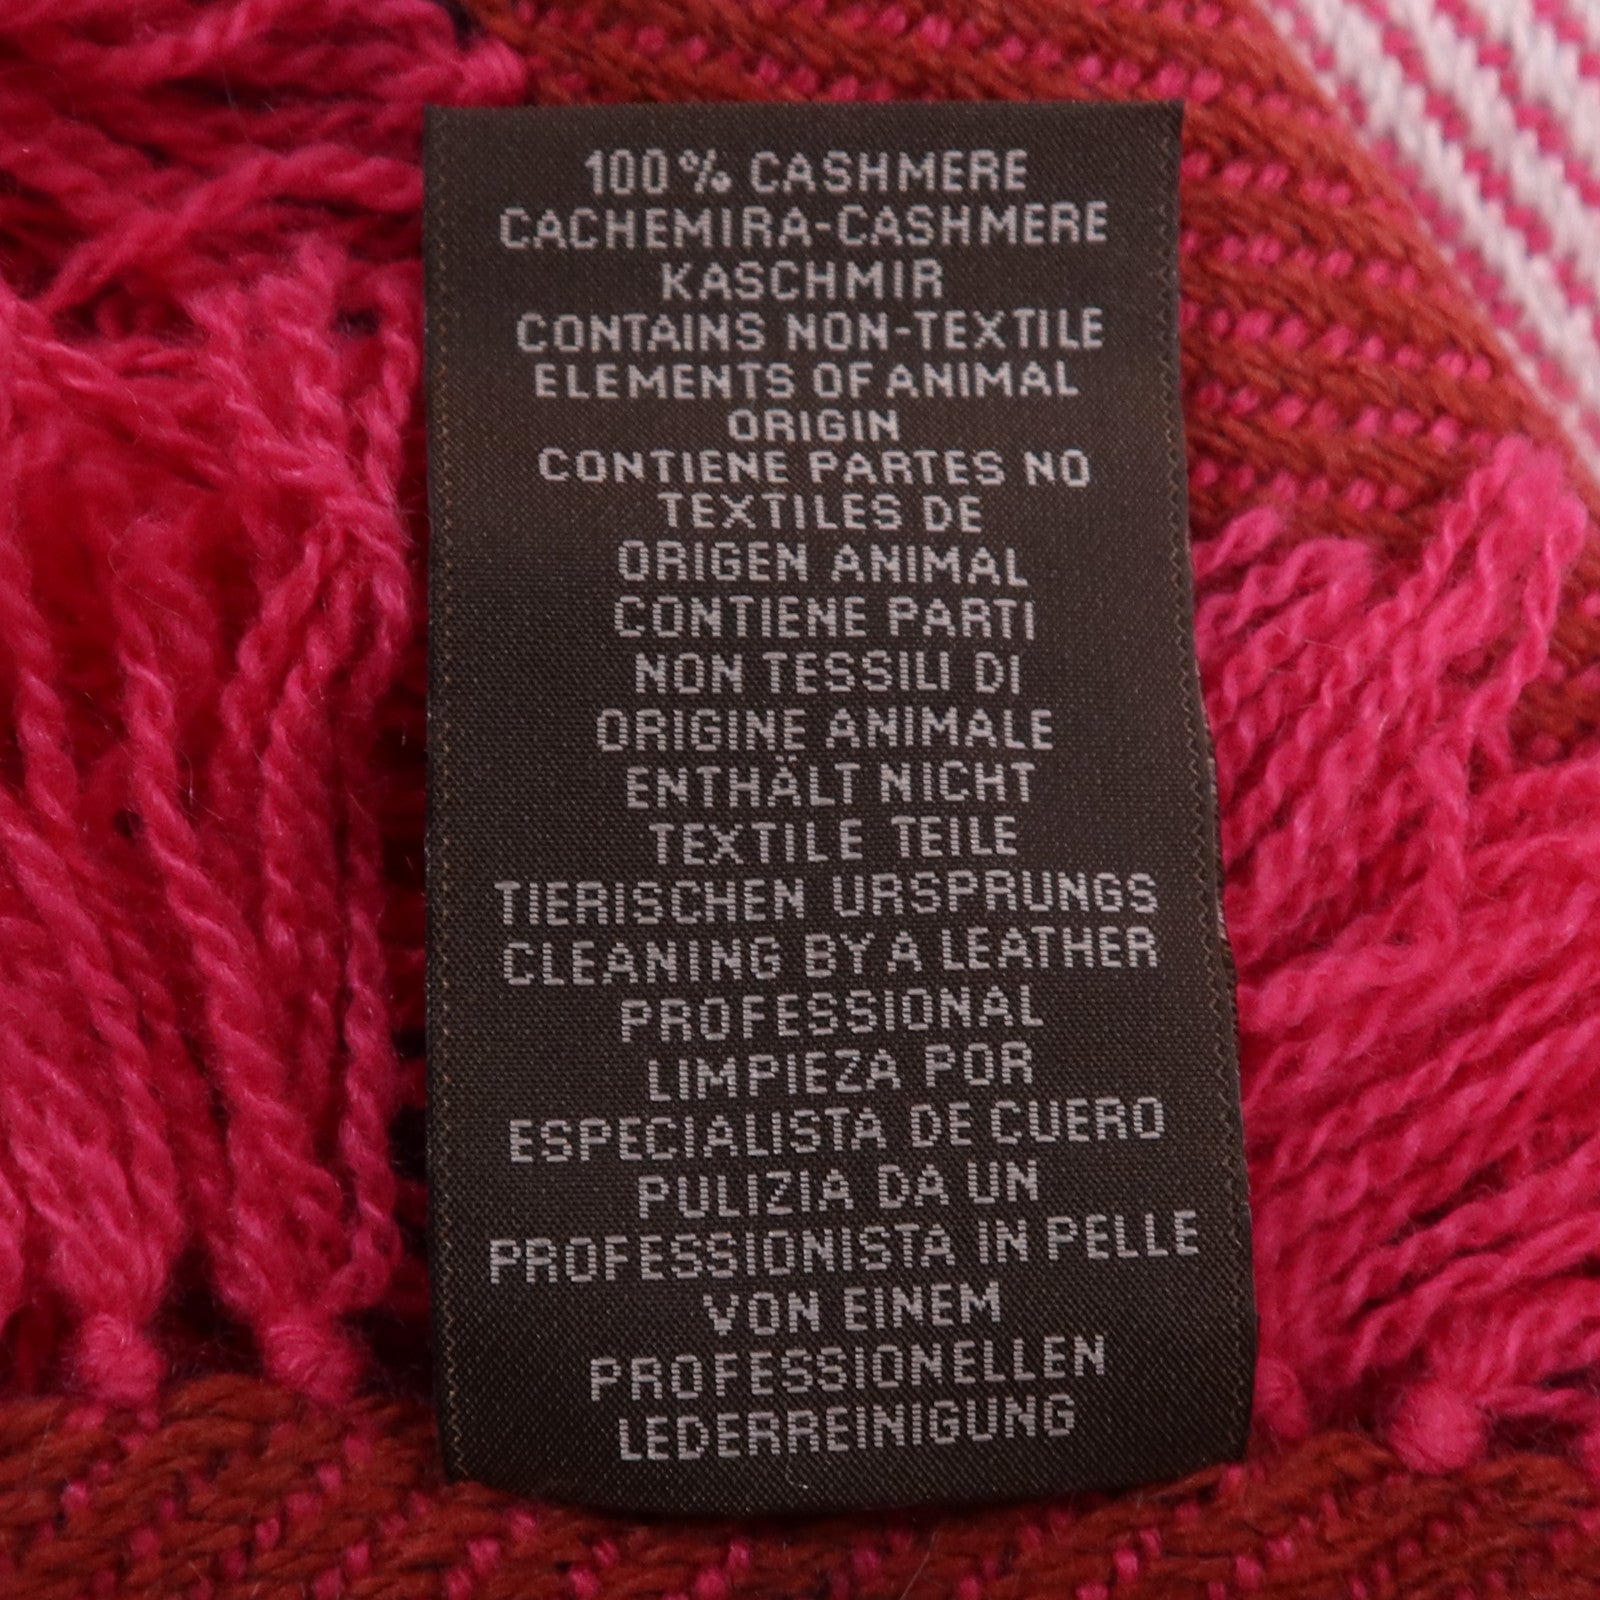 100% CASHMERE
CACHEMIRA-CASHMERE
KASCHMIR
CONTAINS NON-TEXTILE
ELEMENTS OF ANIMAL
ORIGIN
CONTIENE PARTES NO
TEXTILES DE
ORIGEN ANIMAL
CONTIENE PARTI
NON TESSILI DI
ORIGINE ANIMALE
ENTHÄLT NICHT
TEXTILE TEILE
TIERISCHEN URSPRUNGS
CLEANING BY A LEATHER
PROFESSIONAL
LIMPIEZA POR
ESPECIALISTA DE CUERO
PULIZIA DA UN
PROFESSIONISTA IN PELLE
VON EINEM
PROFESSIONELLEN
LEDERREINIGUNG